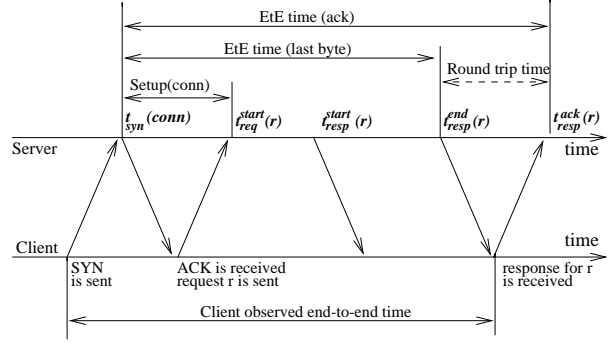 EtE time (ack)
EtE time (last byte)
Round trip time
Setup(conn)
t_syn(conn) t_req^start(r) t_resp^start(r) t_resp^end(r) t_resp^ack(r)
Server time
Client time
SYN is sent
ACK is received
request r is sent
response for r
is received
Client observed end-to-end time